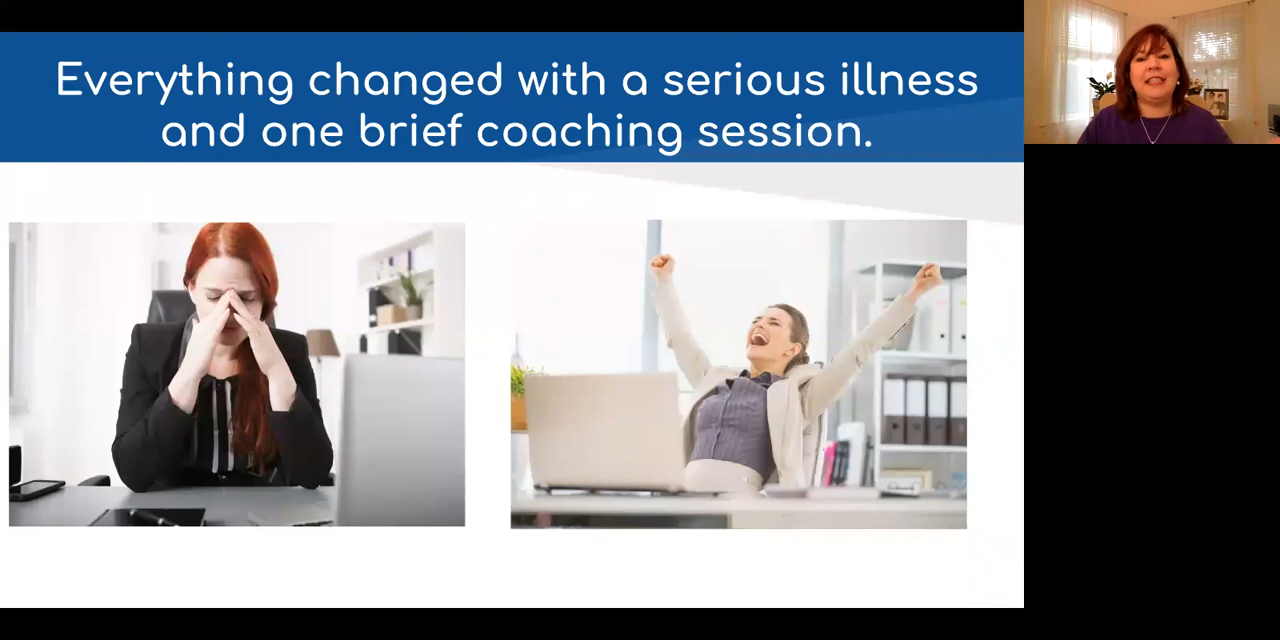 Everything changed with a serious illness
and one brief coaching session.